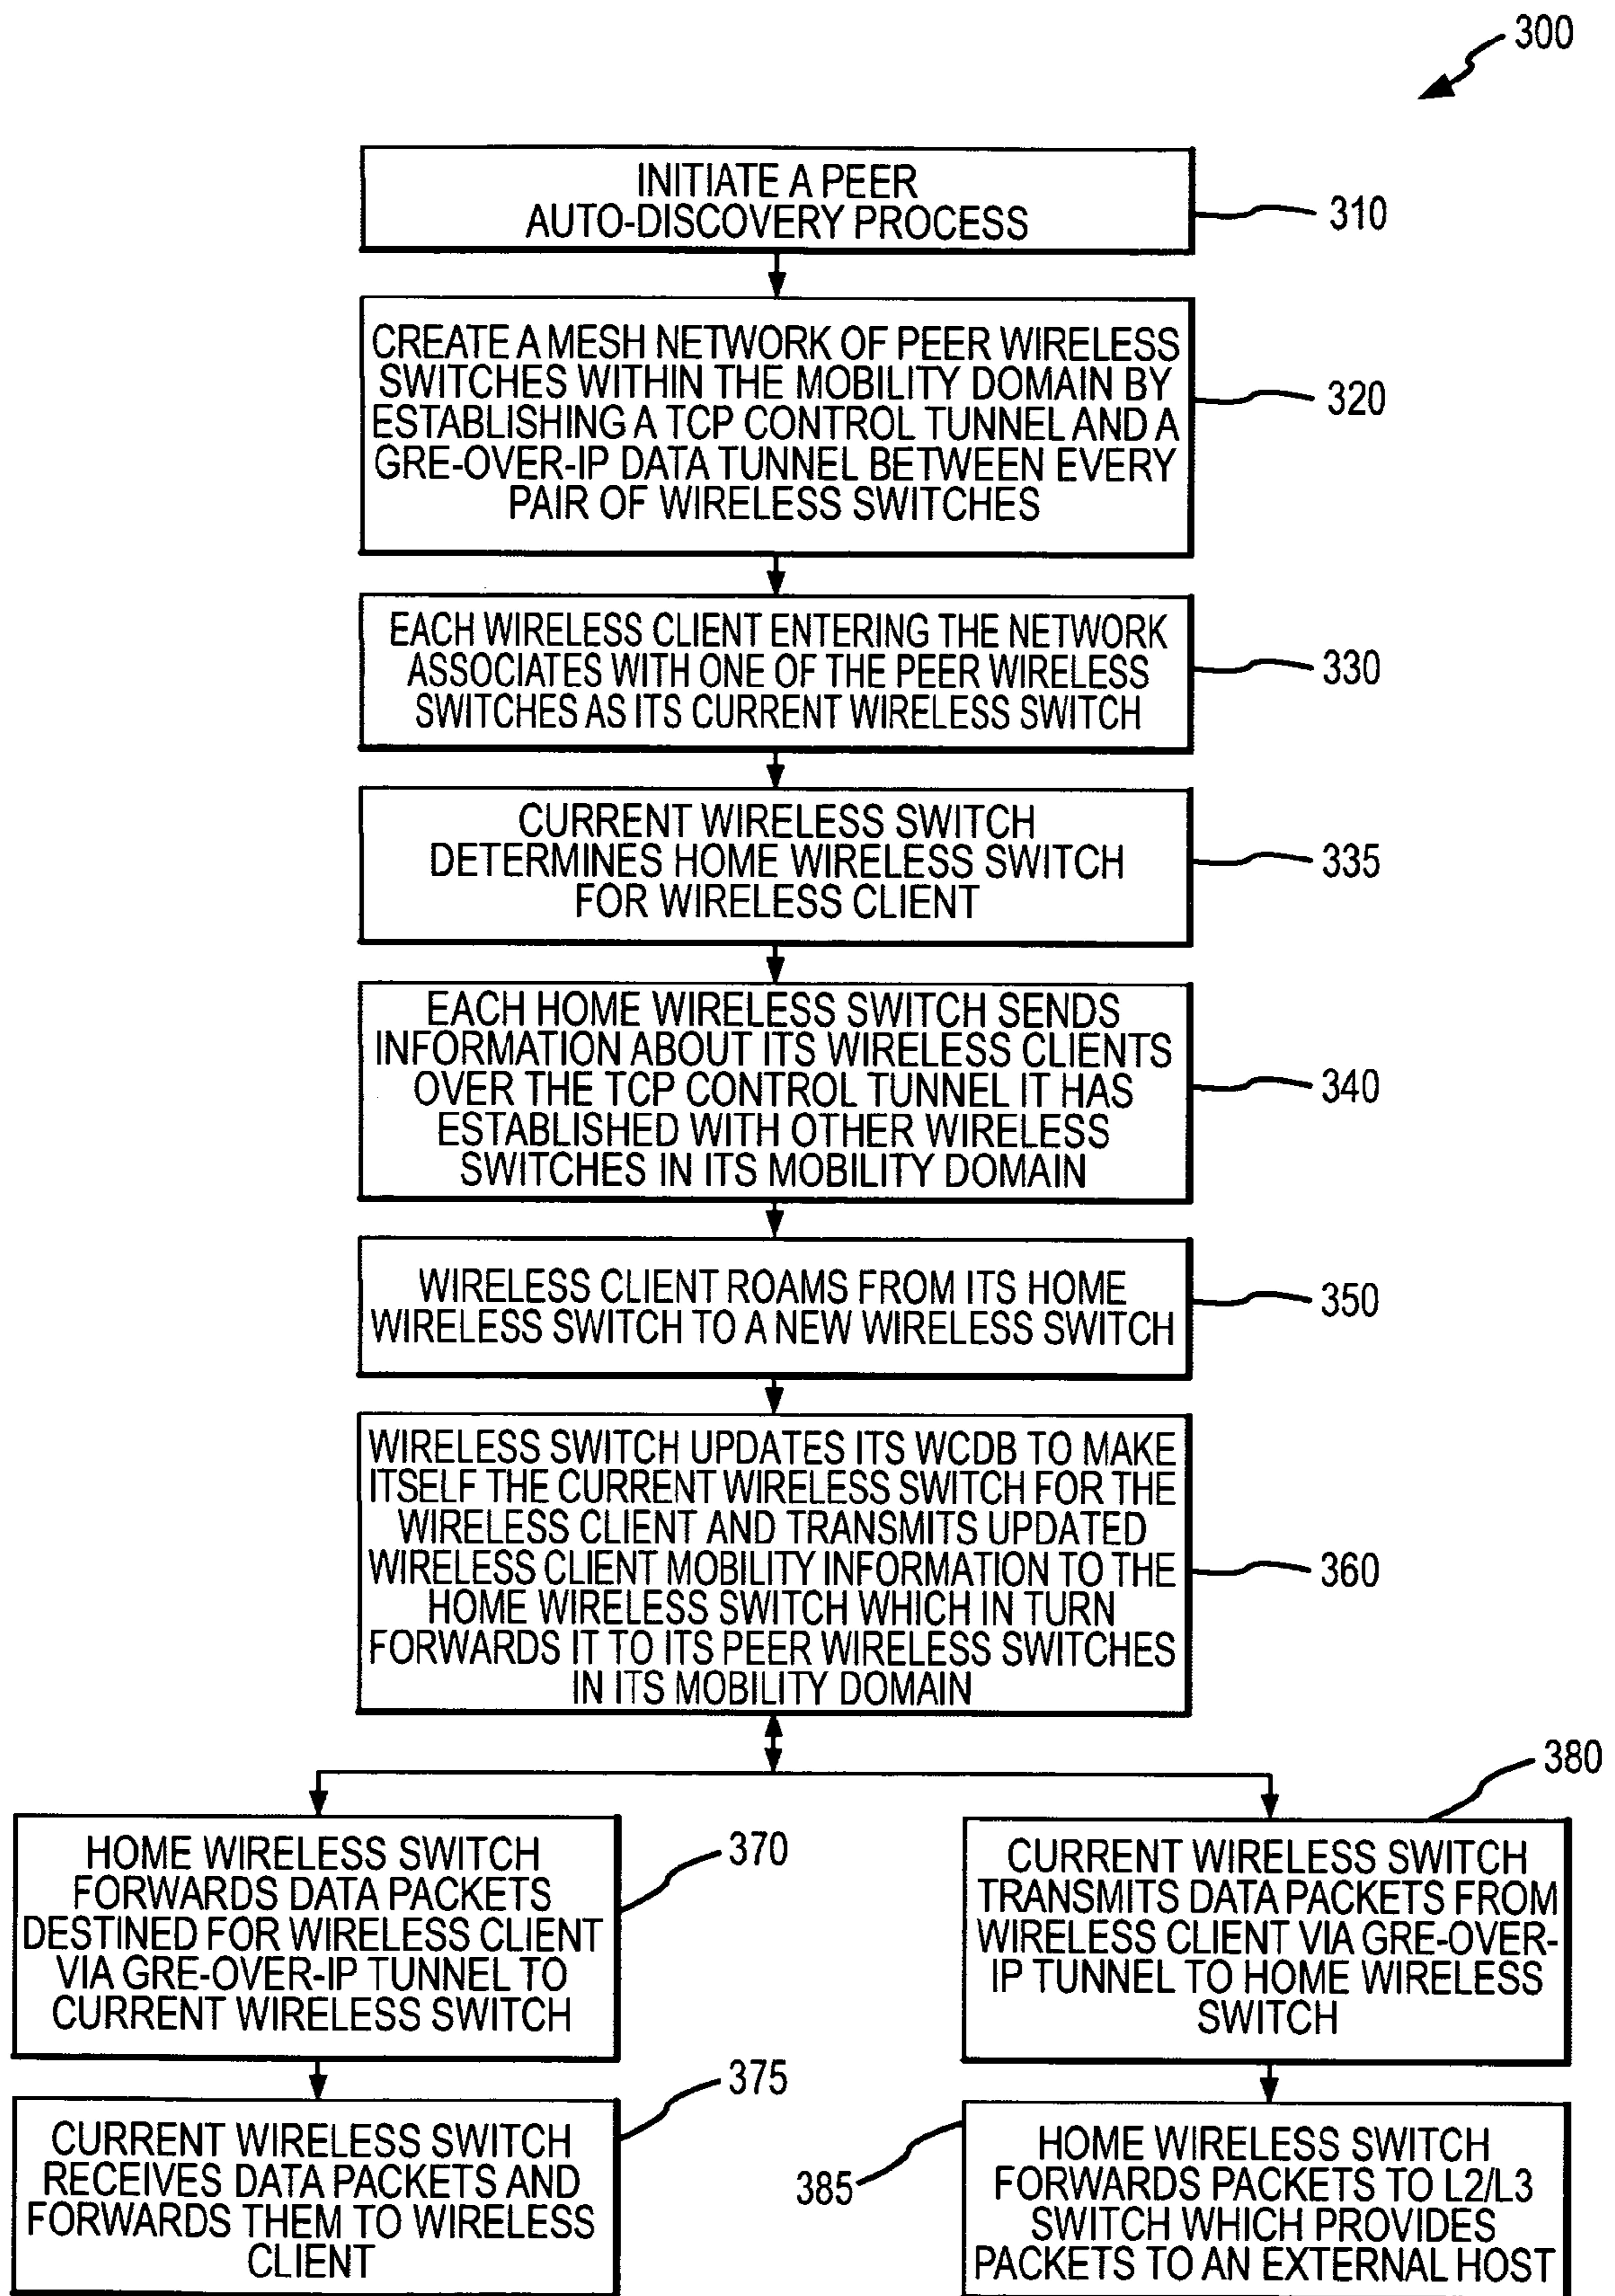 300
INITIATE A PEER
AUTO-DISCOVERY PROCESS
310
CREATE A MESH NETWORK OF PEER WIRELESS
SWITCHES WITHIN THE MOBILITY DOMAIN BY
ESTABLISHING A TCP CONTROL TUNNEL AND A
GRE-OVER-IP DATA TUNNEL BETWEEN EVERY
PAIR OF WIRELESS SWITCHES
320
EACH WIRELESS CLIENT ENTERING THE NETWORK
ASSOCIATES WITH ONE OF THE PEER WIRELESS
SWITCHES AS ITS CURRENT WIRELESS SWITCH
330
CURRENT WIRELESS SWITCH
DETERMINES HOME WIRELESS SWITCH
FOR WIRELESS CLIENT
335
EACH HOME WIRELESS SWITCH SENDS
INFORMATION ABOUT ITS WIRELESS CLIENTS
OVER THE TCP CONTROL TUNNEL IT HAS
ESTABLISHED WITH OTHER WIRELESS
SWITCHES IN ITS MOBILITY DOMAIN
340
WIRELESS CLIENT ROAMS FROM ITS HOME
WIRELESS SWITCH TO A NEW WIRELESS SWITCH
350
WIRELESS SWITCH UPDATES ITS WCDB TO MAKE
ITSELF THE CURRENT WIRELESS SWITCH FOR THE
WIRELESS CLIENT AND TRANSMITS UPDATED
WIRELESS CLIENT MOBILITY INFORMATION TO THE
HOME WIRELESS SWITCH WHICH IN TURN
FORWARDS IT TO ITS PEER WIRELESS SWITCHES
IN ITS MOBILITY DOMAIN
360
HOME WIRELESS SWITCH
FORWARDS DATA PACKETS
DESTINED FOR WIRELESS CLIENT
VIA GRE-OVER-IP TUNNEL TO
CURRENT WIRELESS SWITCH
370
CURRENT WIRELESS SWITCH
RECEIVES DATA PACKETS AND
FORWARDS THEM TO WIRELESS
CLIENT
375
380
CURRENT WIRELESS SWITCH
TRANSMITS DATA PACKETS FROM
WIRELESS CLIENT VIA GRE-OVER-
IP TUNNEL TO HOME WIRELESS
SWITCH
385
HOME WIRELESS SWITCH
FORWARDS PACKETS TO L2/L3
SWITCH WHICH PROVIDES
PACKETS TO AN EXTERNAL HOST